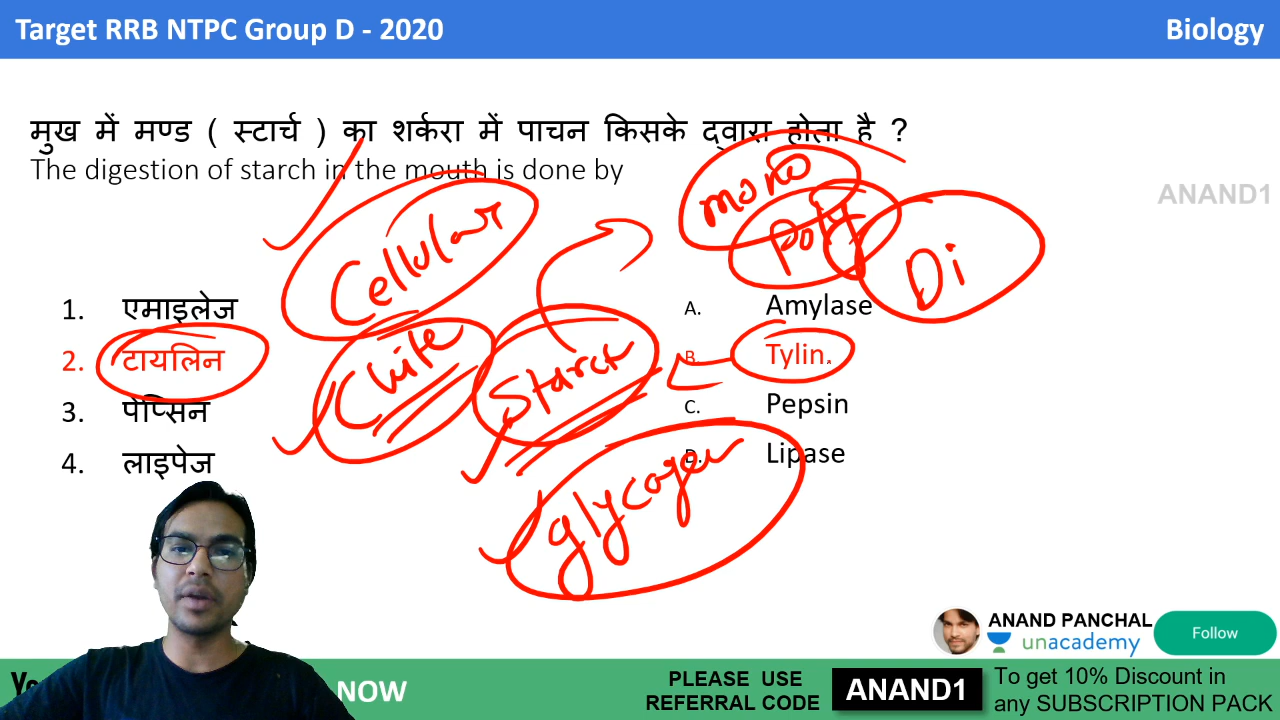 Target RRB NTPC Group D - 2020
Biology
मुख में मण्ड ( स्टार्च ) का शर्करा में पाचन किसके द्वारा होता है ?
The digestion of starch in the mouth is done by
ANAND1
mono
Poly
Di
Cellular
1. एमाइलेज
A. Amylase
2. टायलिन
B. Tylin.
Chite
Starch
3. पेप्सिन
C. Pepsin
4. लाइपेज
D. Lipase
glycogen
ANAND PANCHAL
unacademy
Follow
NOW
PLEASE USE
REFERRAL CODE
ANAND1
To get 10% Discount in
any SUBSCRIPTION PACK